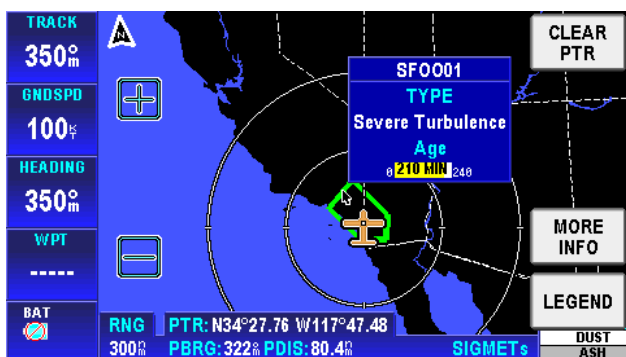 TRACK
350°m
GNDSPD
100KT
HEADING
350°m
WPT
-----
BAT
SFO001
TYPE
Severe Turbulence
Age
0 210 MIN 240
CLEAR
PTR
MORE
INFO
LEGEND
DUST
ASH
RNG
300nm
PTR: N34°27.76 W117°47.48
PBRG: 322°m PDIS: 80.4nm
SIGMETs